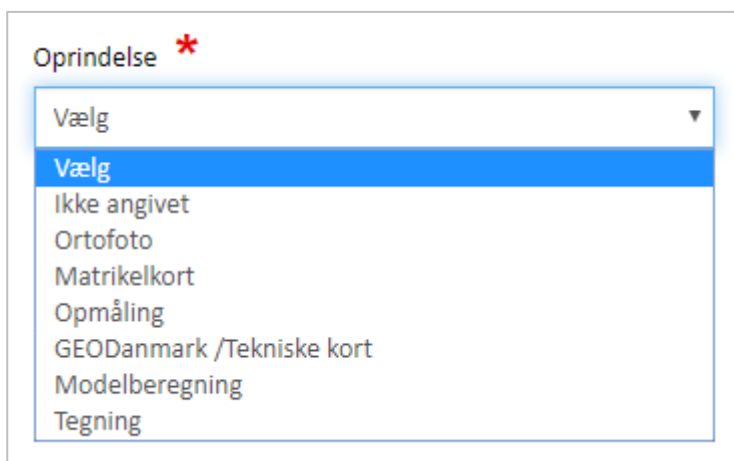 Oprindelse *
Vælg
Vælg
Ikke angivet
Ortofoto
Matrikelkort
Opmåling
GEODanmark /Tekniske kort
Modelberegning
Tegning